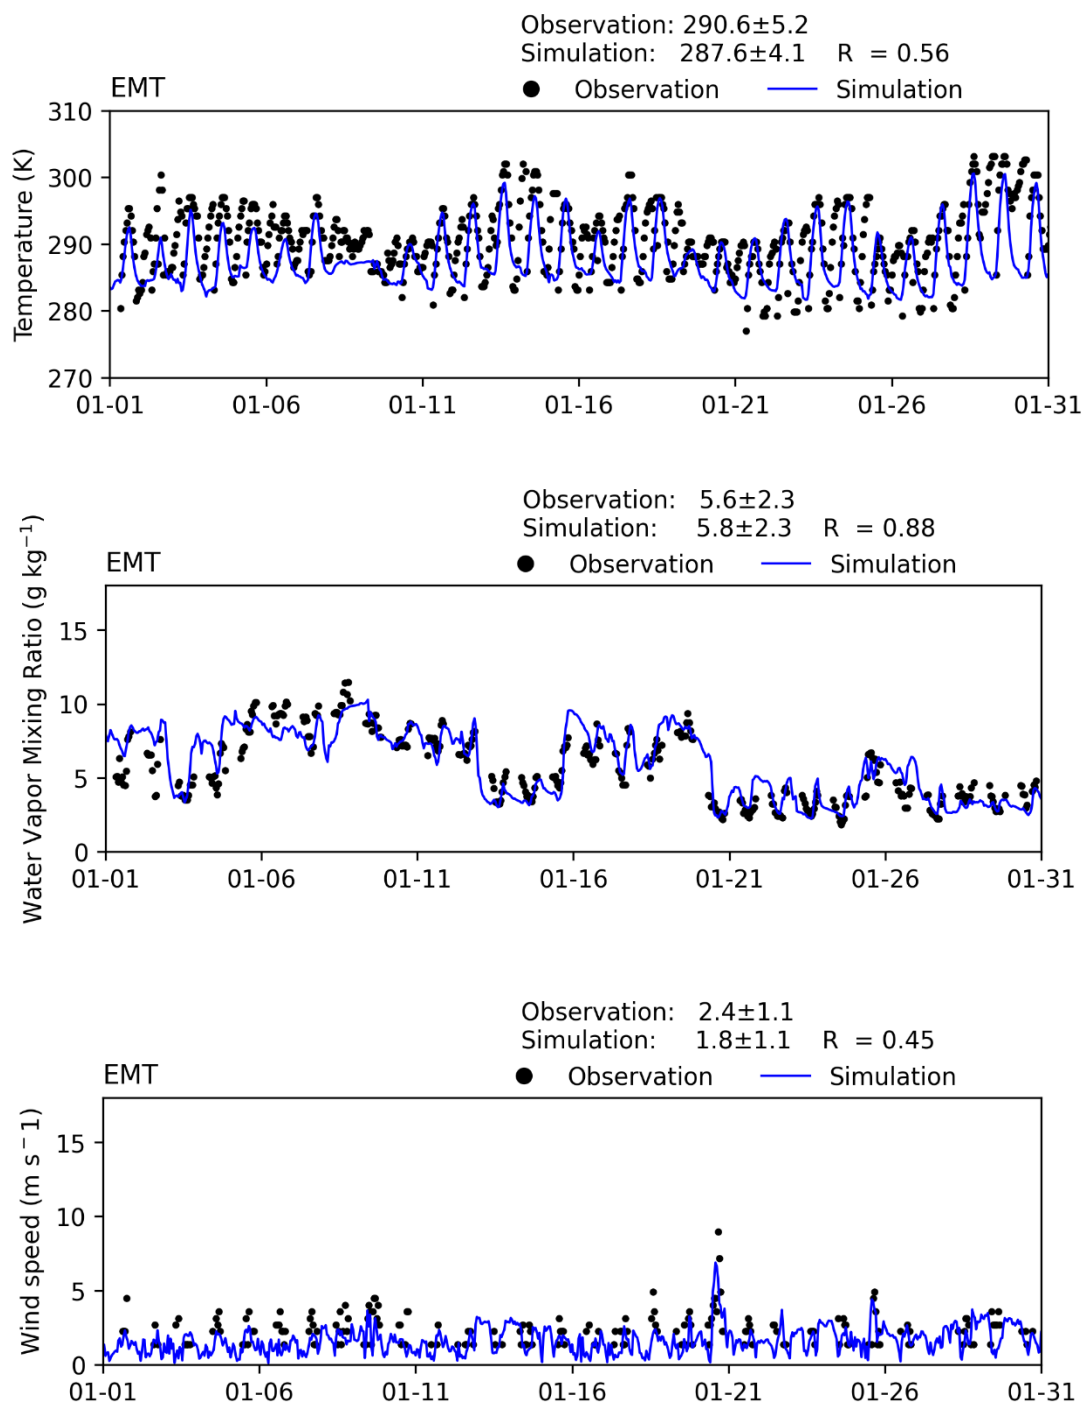 Observation: 290.6±5.2
Simulation: 287.6±4.1 R = 0.56
EMT
Observation Simulation
Temperature (K)
310
300
290
280
270
01-01 01-06 01-11 01-16 01-21 01-26 01-31
Observation: 5.6±2.3
Simulation: 5.8±2.3 R = 0.88
EMT
Observation Simulation
Water Vapor Mixing Ratio (g kg⁻¹)
15
10
5
0
01-01 01-06 01-11 01-16 01-21 01-26 01-31
Observation: 2.4±1.1
Simulation: 1.8±1.1 R = 0.45
EMT
Observation Simulation
Wind speed (m s⁻1)
15
10
5
0
01-01 01-06 01-11 01-16 01-21 01-26 01-31